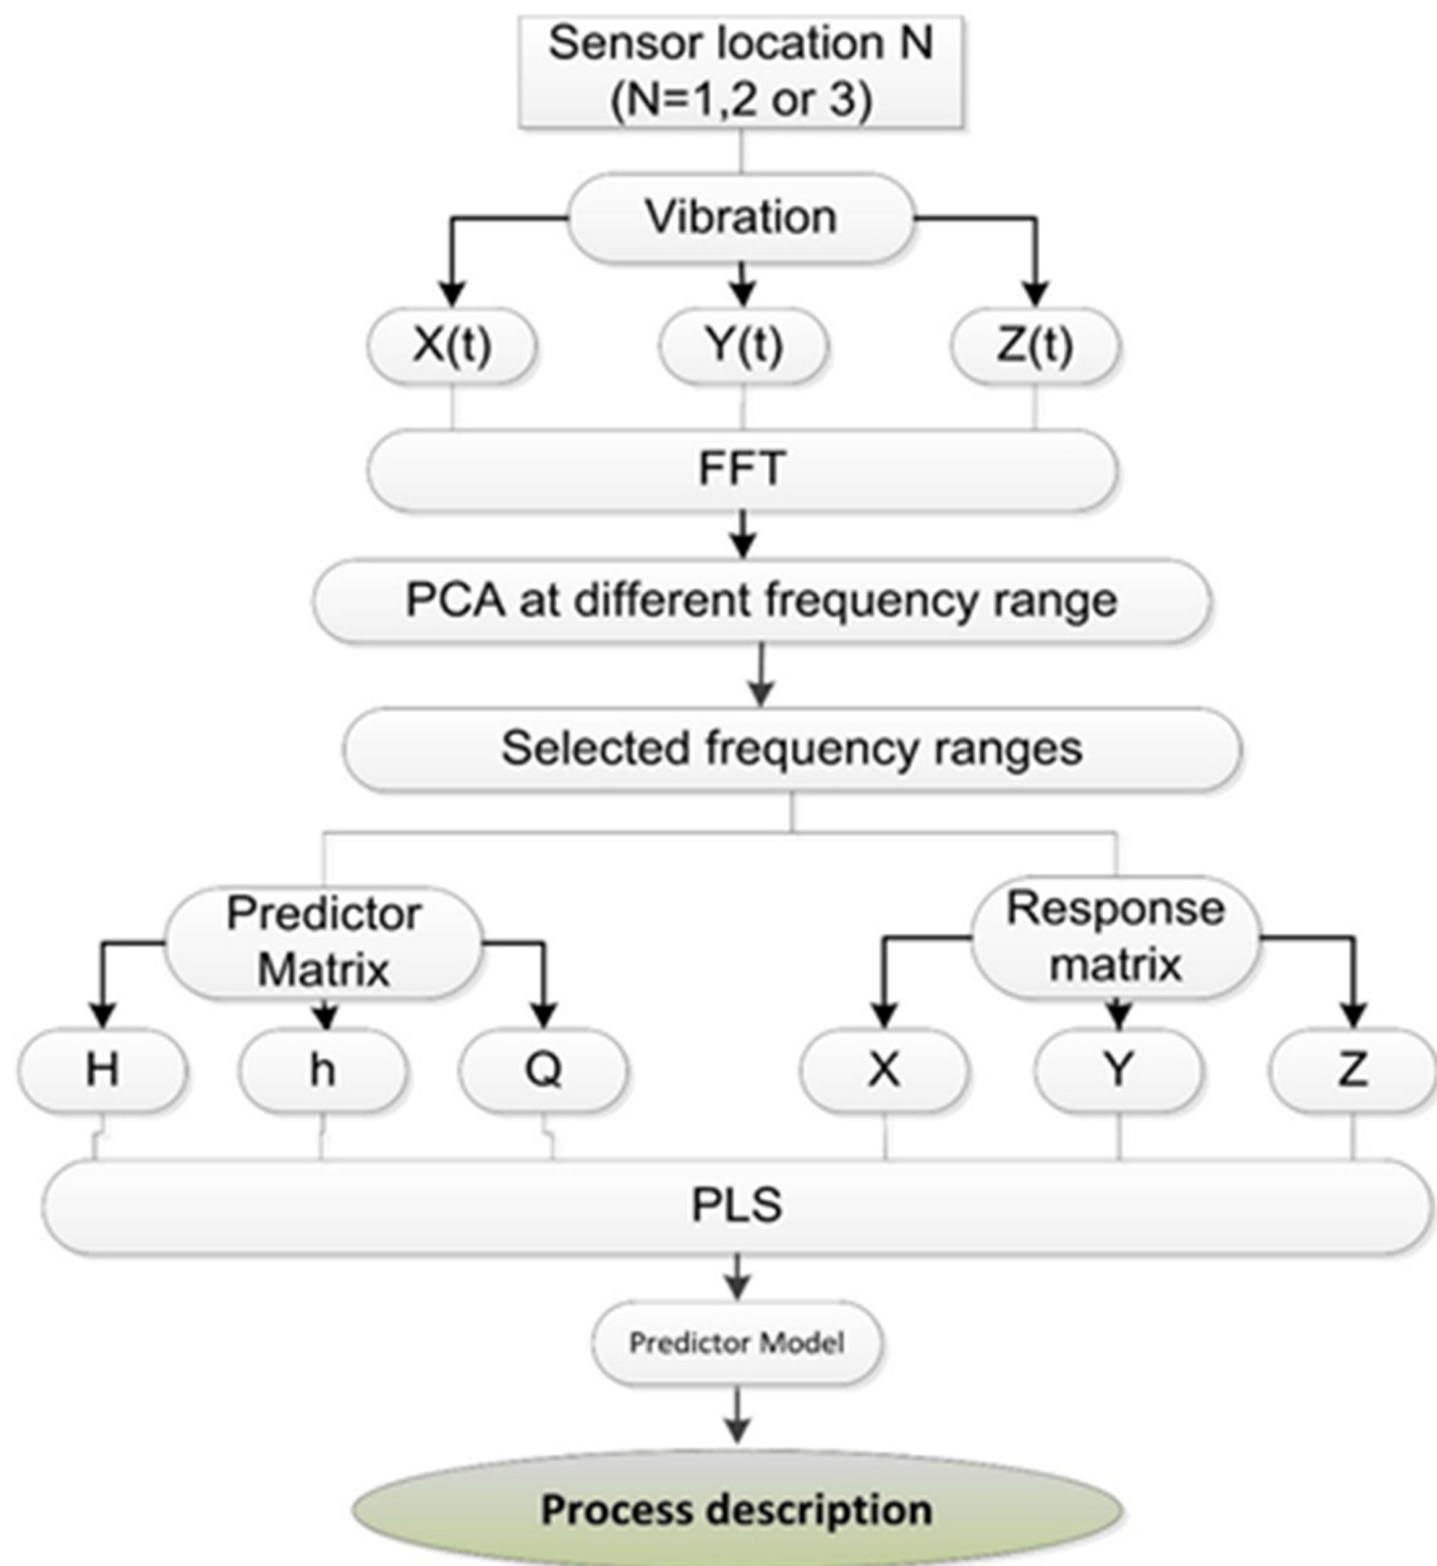 Sensor location N
(N=1,2 or 3)
Vibration
X(t)
Y(t)
Z(t)
FFT
PCA at different frequency range
Selected frequency ranges
Predictor
Matrix
Response
matrix
H
h
Q
X
Y
Z
PLS
Predictor Model
Process description